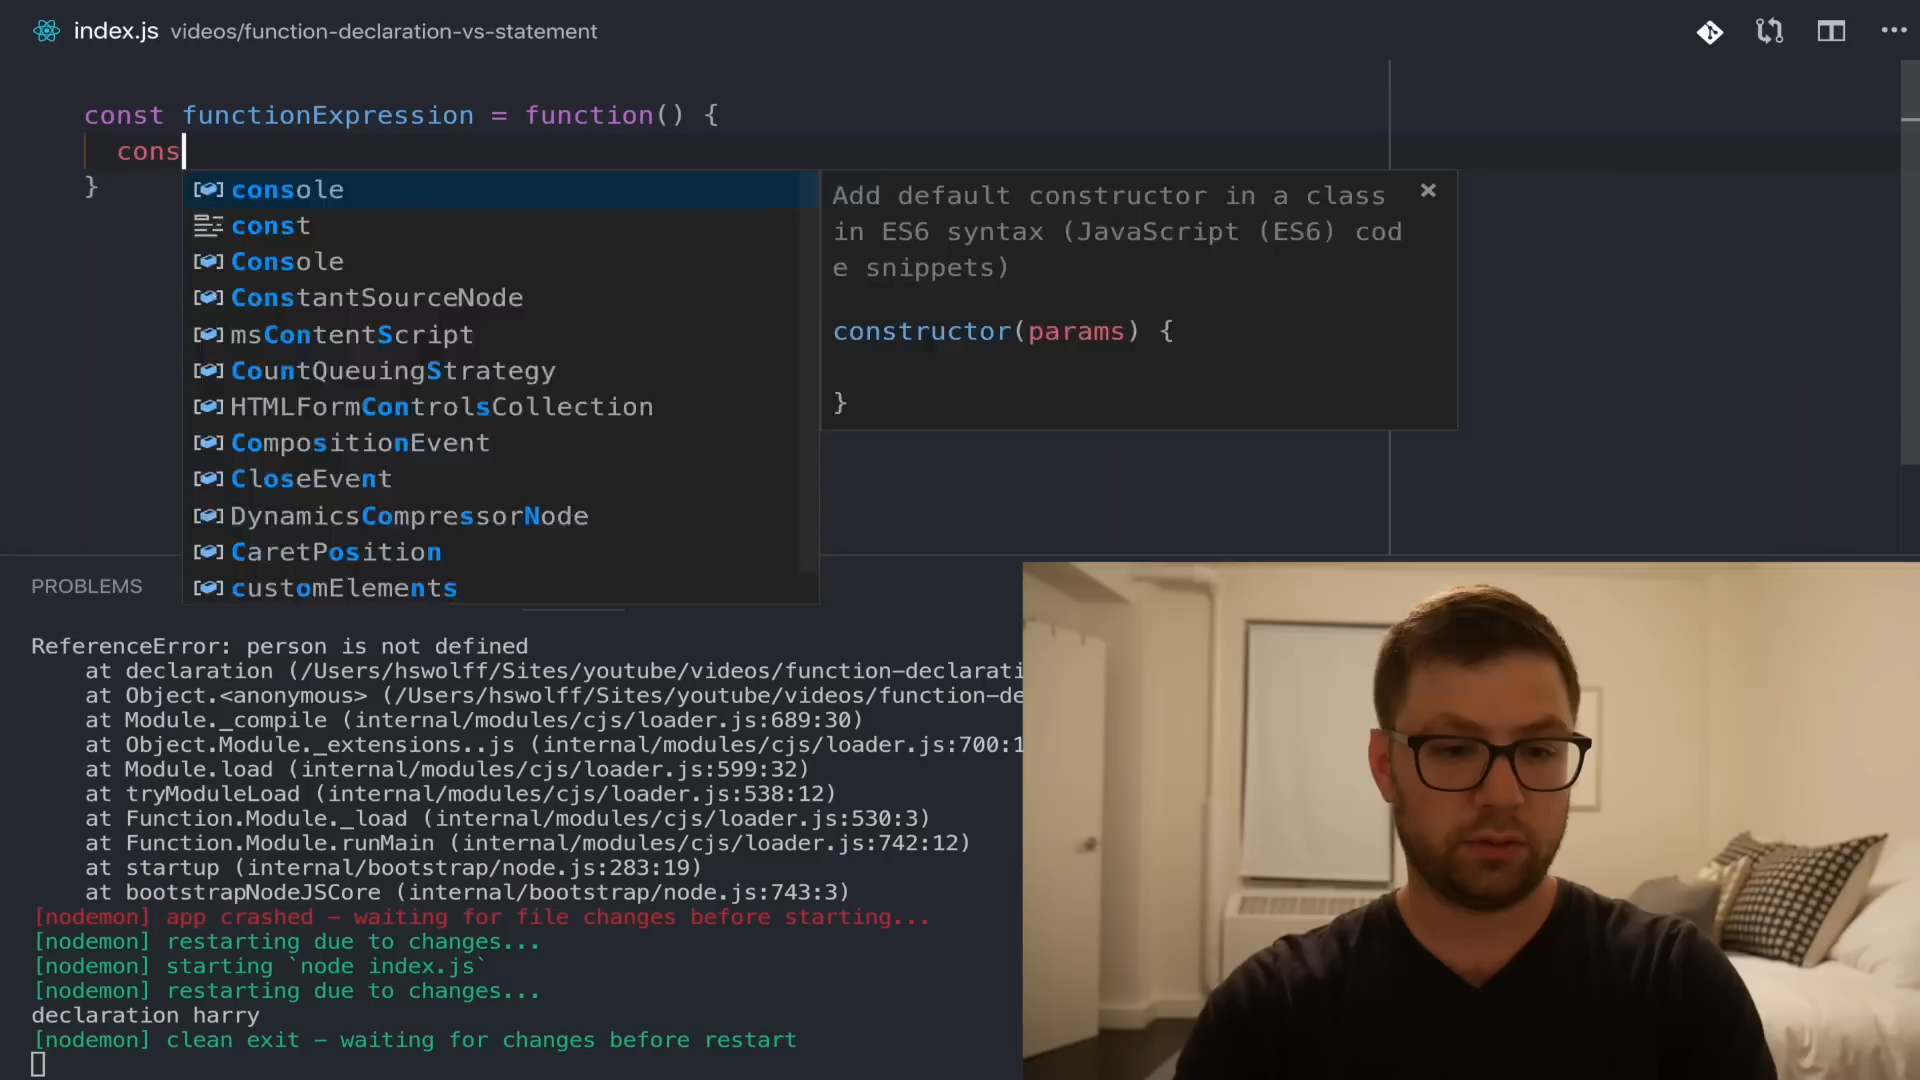 index.js videos/function-declaration-vs-statement
const functionExpression = function() {
cons
}
console
const
Console
ConstantSourceNode
msContentScript
CountQueuingStrategy
HTMLFormControlsCollection
CompositionEvent
CloseEvent
DynamicsCompressorNode
CaretPosition
customElements
Add default constructor in a class
in ES6 syntax (JavaScript (ES6) cod
e snippets)
constructor(params) {
}
PROBLEMS
ReferenceError: person is not defined
at declaration (/Users/hswolff/Sites/youtube/videos/function-declarati
at Object.<anonymous> (/Users/hswolff/Sites/youtube/videos/function-de
at Module._compile (internal/modules/cjs/loader.js:689:30)
at Object.Module._extensions..js (internal/modules/cjs/loader.js:700:1
at Module.load (internal/modules/cjs/loader.js:599:32)
at tryModuleLoad (internal/modules/cjs/loader.js:538:12)
at Function.Module._load (internal/modules/cjs/loader.js:530:3)
at Function.Module.runMain (internal/modules/cjs/loader.js:742:12)
at startup (internal/bootstrap/node.js:283:19)
at bootstrapNodeJSCore (internal/bootstrap/node.js:743:3)
[nodemon] app crashed – waiting for file changes before starting...
[nodemon] restarting due to changes...
[nodemon] starting `node index.js`
[nodemon] restarting due to changes...
declaration harry
[nodemon] clean exit – waiting for changes before restart